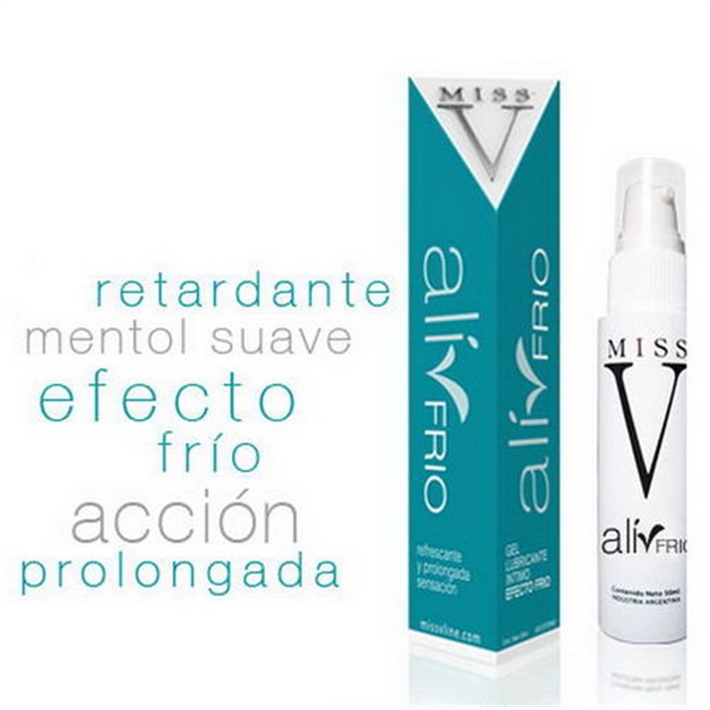 retardante
mentol suave
efecto
frío
acción
prolongada
MISS
V
alív FRIO
refrescante
y prolongada
sensación
missvline.com
alív FRIO
GEL
LUBRICANTE
INTIMO
EFECTO FRIO
MISS
V
alív FRIO
Contenido Neto 50ml.
INDUSTRIA ARGENTINA